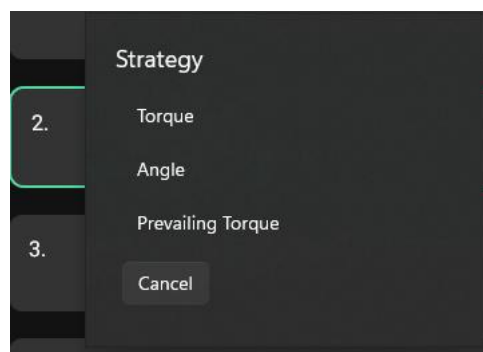 Strategy
2.
Torque
Angle
Prevailing Torque
3.
Cancel